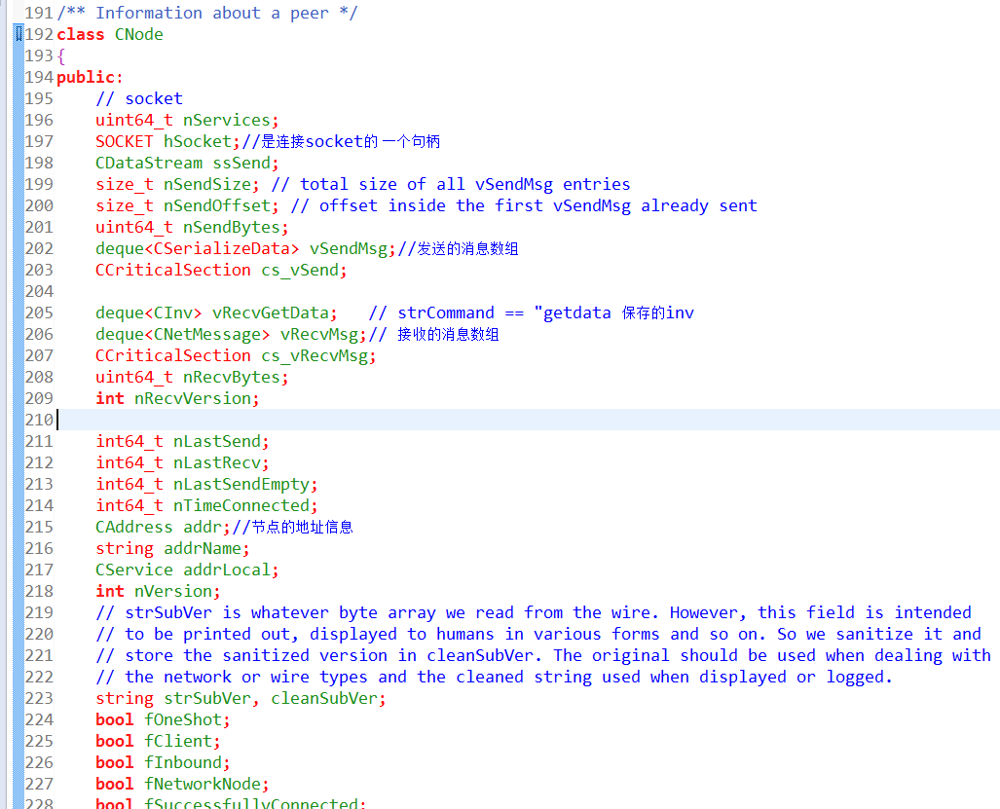 191 /** Information about a peer */
192 class CNode
193 {
194 public:
195     // socket
196     uint64_t nServices;
197     SOCKET hSocket;//是连接socket的 一个句柄
198     CDataStream ssSend;
199     size_t nSendSize; // total size of all vSendMsg entries
200     size_t nSendOffset; // offset inside the first vSendMsg already sent
201     uint64_t nSendBytes;
202     deque<CSerializeData> vSendMsg;//发送的消息数组
203     CCriticalSection cs_vSend;
204
205     deque<CInv> vRecvGetData;   // strCommand == "getdata 保存的inv
206     deque<CNetMessage> vRecvMsg;// 接收的消息数组
207     CCriticalSection cs_vRecvMsg;
208     uint64_t nRecvBytes;
209     int nRecvVersion;
210
211     int64_t nLastSend;
212     int64_t nLastRecv;
213     int64_t nLastSendEmpty;
214     int64_t nTimeConnected;
215     CAddress addr;//节点的地址信息
216     string addrName;
217     CService addrLocal;
218     int nVersion;
219     // strSubVer is whatever byte array we read from the wire. However, this field is intended
220     // to be printed out, displayed to humans in various forms and so on. So we sanitize it and
221     // store the sanitized version in cleanSubVer. The original should be used when dealing with
222     // the network or wire types and the cleaned string used when displayed or logged.
223     string strSubVer, cleanSubVer;
224     bool fOneShot;
225     bool fClient;
226     bool fInbound;
227     bool fNetworkNode;
228     bool fSuccessfullyConnected;